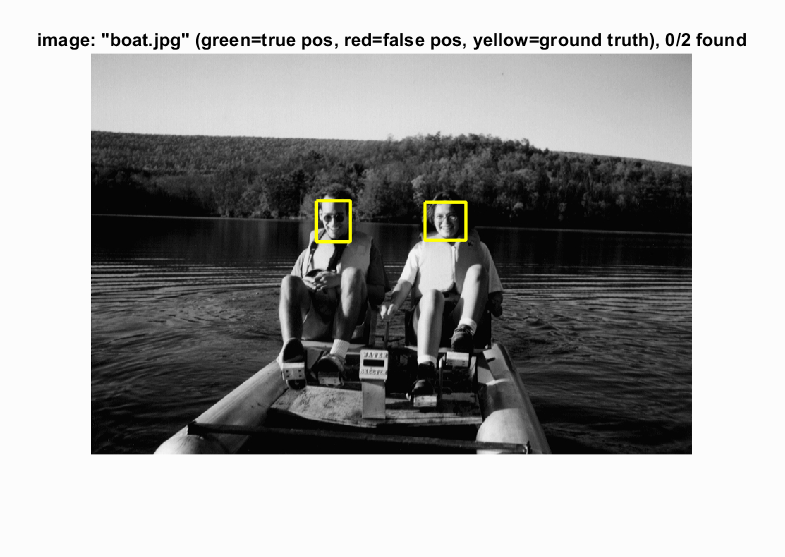 image: "boat.jpg" (green=true pos, red=false pos, yellow=ground truth), 0/2 found